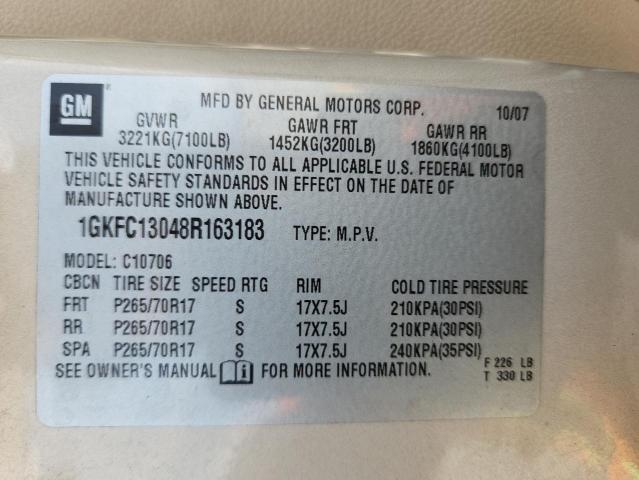 GM
MFD BY GENERAL MOTORS CORP. 10/07
GVWR GAWR FRT GAWR RR
3221KG(7100LB) 1452KG(3200LB) 1860KG(4100LB)
THIS VEHICLE CONFORMS TO ALL APPLICABLE U.S. FEDERAL MOTOR
VEHICLE SAFETY STANDARDS IN EFFECT ON THE DATE OF
MANUFACTURE SHOWN ABOVE.
1GKFC13048R163183 TYPE: M.P.V.
MODEL: C10706
CBCN TIRE SIZE SPEED RTG RIM COLD TIRE PRESSURE
FRT P265/70R17 S 17X7.5J 210KPA(30PSI)
RR P265/70R17 S 17X7.5J 210KPA(30PSI)
SPA P265/70R17 S 17X7.5J 240KPA(35PSI)
SEE OWNER'S MANUAL FOR MORE INFORMATION.
F 226 LB
T 330 LB